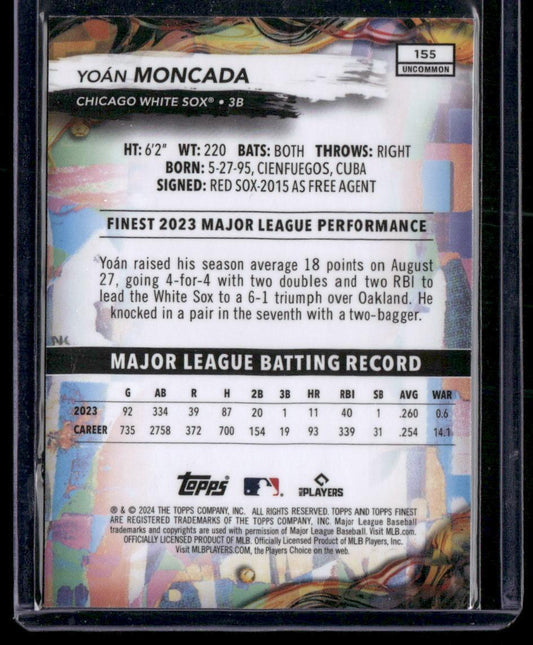 155
UNCOMMON
YOÁN MONCADA
CHICAGO WHITE SOX® • 3B
HT: 6'2" WT: 220 BATS: BOTH THROWS: RIGHT
BORN: 5-27-95, CIENFUEGOS, CUBA
SIGNED: RED SOX-2015 AS FREE AGENT
FINEST 2023 MAJOR LEAGUE PERFORMANCE
Yoán raised his season average 18 points on August
27, going 4-for-4 with two doubles and two RBI to
lead the White Sox to a 6-1 triumph over Oakland. He
knocked in a pair in the seventh with a two-bagger.
NK
MAJOR LEAGUE BATTING RECORD
G AB R H 2B 3B HR RBI SB AVG WAR
2023 92 334 39 87 20 1 11 40 1 .260 0.6
CAREER 735 2758 372 700 154 19 93 339 31 .254 14.1
Topps
MLB PLAYERS
® & © 2024 THE TOPPS COMPANY, INC. ALL RIGHTS RESERVED. TOPPS AND TOPPS FINEST
ARE REGISTERED TRADEMARKS OF THE TOPPS COMPANY, INC. Major League Baseball
trademarks and copyrights are used with permission of Major League Baseball. Visit MLB.com.
OFFICIALLY LICENSED PRODUCT OF MLB. Officially Licensed Product of MLB Players, Inc.
Visit MLBPLAYERS.com, the Players Choice on the web.